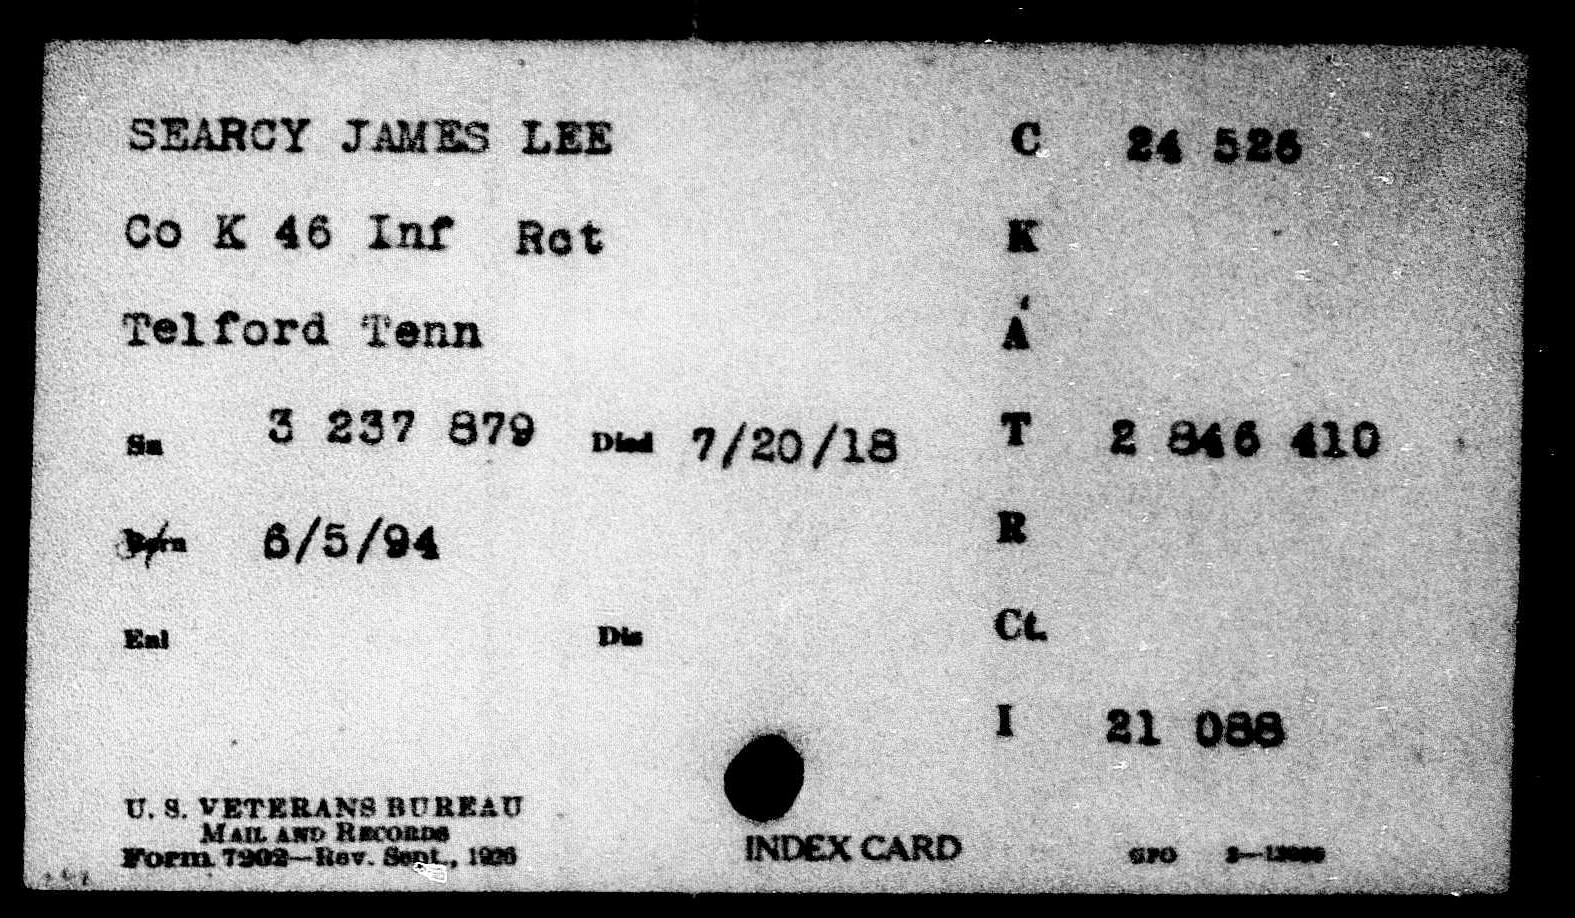 SEARCY JAMES LEE C 24 526
Co K 46 Inf Rct K
Telford Tenn A
Sn 3 237 879 Died 7/20/18 T 2 846 410
Born 6/5/94 R
Enl Dis Ct.
I 21 088
U. S. VETERANS BUREAU
MAIL AND RECORDS
Form 7202—Rev. Sept., 1926
INDEX CARD GPO